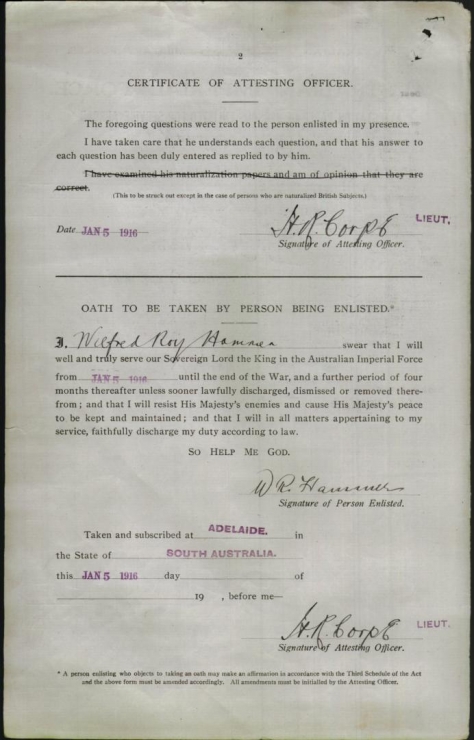 2
CERTIFICATE OF ATTESTING OFFICER.
The foregoing questions were read to the person enlisted in my presence.
I have taken care that he understands each question, and that his answer to
each question has been duly entered as replied to by him.
I have examined his naturalization papers and am of opinion that they are
correct.
(This to be struck out except in the case of persons who are naturalized British Subjects.)
Date JAN 5 1916 H. R. Corpe LIEUT.
Signature of Attesting Officer.
OATH TO BE TAKEN BY PERSON BEING ENLISTED.*
I, Wilfred Roy Hammer swear that I will
well and truly serve our Sovereign Lord the King in the Australian Imperial Force
from JAN 5 1916 until the end of the War, and a further period of four
months thereafter unless sooner lawfully discharged, dismissed or removed there-
from; and that I will resist His Majesty's enemies and cause His Majesty's peace
to be kept and maintained; and that I will in all matters appertaining to my
service, faithfully discharge my duty according to law.
SO HELP ME GOD.
W R. Hammer
Signature of Person Enlisted.
Taken and subscribed at ADELAIDE. in
the State of SOUTH AUSTRALIA.
this JAN 5 1916 day of
19 , before me—
H. R. Corpe LIEUT.
Signature of Attesting Officer.
* A person enlisting who objects to taking an oath may make an affirmation in accordance with the Third Schedule of the Act
and the above form must be amended accordingly. All amendments must be initialled by the Attesting Officer.